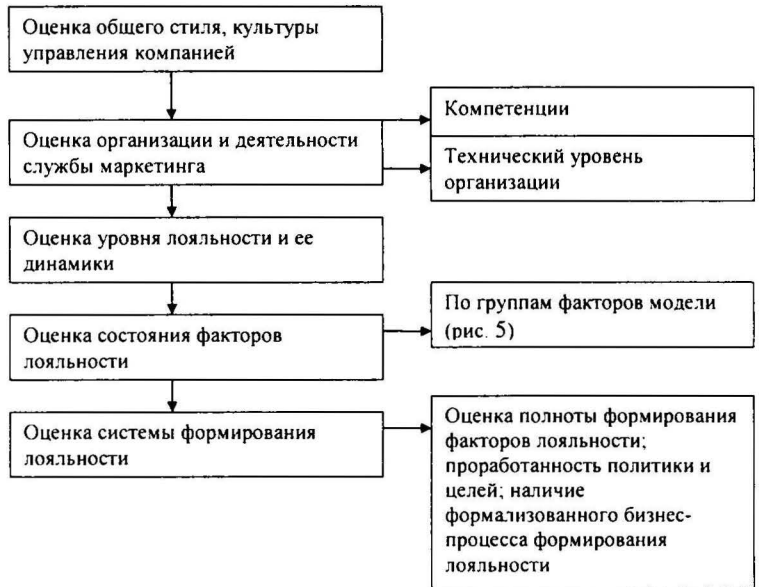 Оценка общего стиля, культуры
управления компанией
Оценка организации и деятельности
службы маркетинга
Компетенции
Технический уровень
организации
Оценка уровня лояльности и ее
динамики
Оценка состояния факторов
лояльности
По группам факторов модели
(рис. 5)
Оценка системы формирования
лояльности
Оценка полноты формирования
факторов лояльности;
проработанность политики и
целей; наличие
формализованного бизнес-
процесса формирования
лояльности